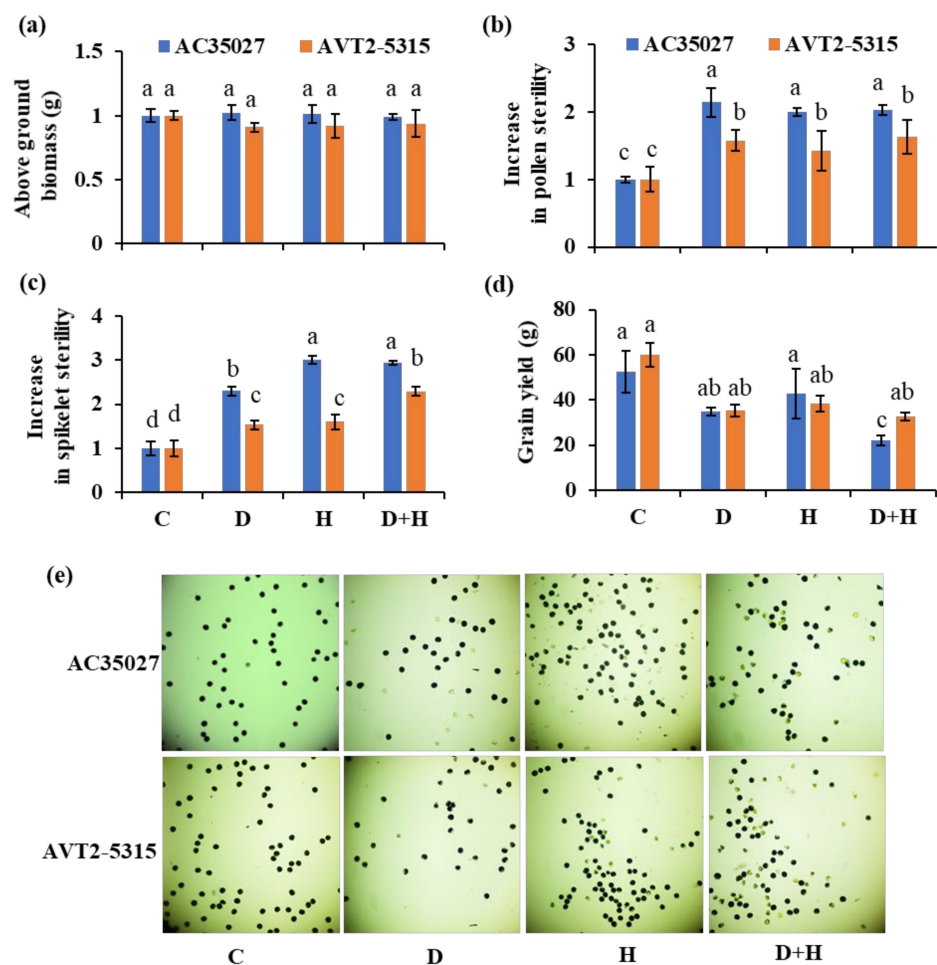 (a)
AC35027 AVT2-5315
Above ground
biomass (g)
1.5
1
0.5
0
a a a a a a a a
(b)
AC35027 AVT2-5315
Increase
in pollen sterility
3
2
1
0
c c a b a b a b
(c)
Increase
in spikelet sterility
4
3
2
1
0
d d b c a c a b
C D H D+H
(d)
Grain yield (g)
80
60
40
20
0
a a ab ab a ab c ab
C D H D+H
(e)
AC35027
AVT2-5315
C D H D+H